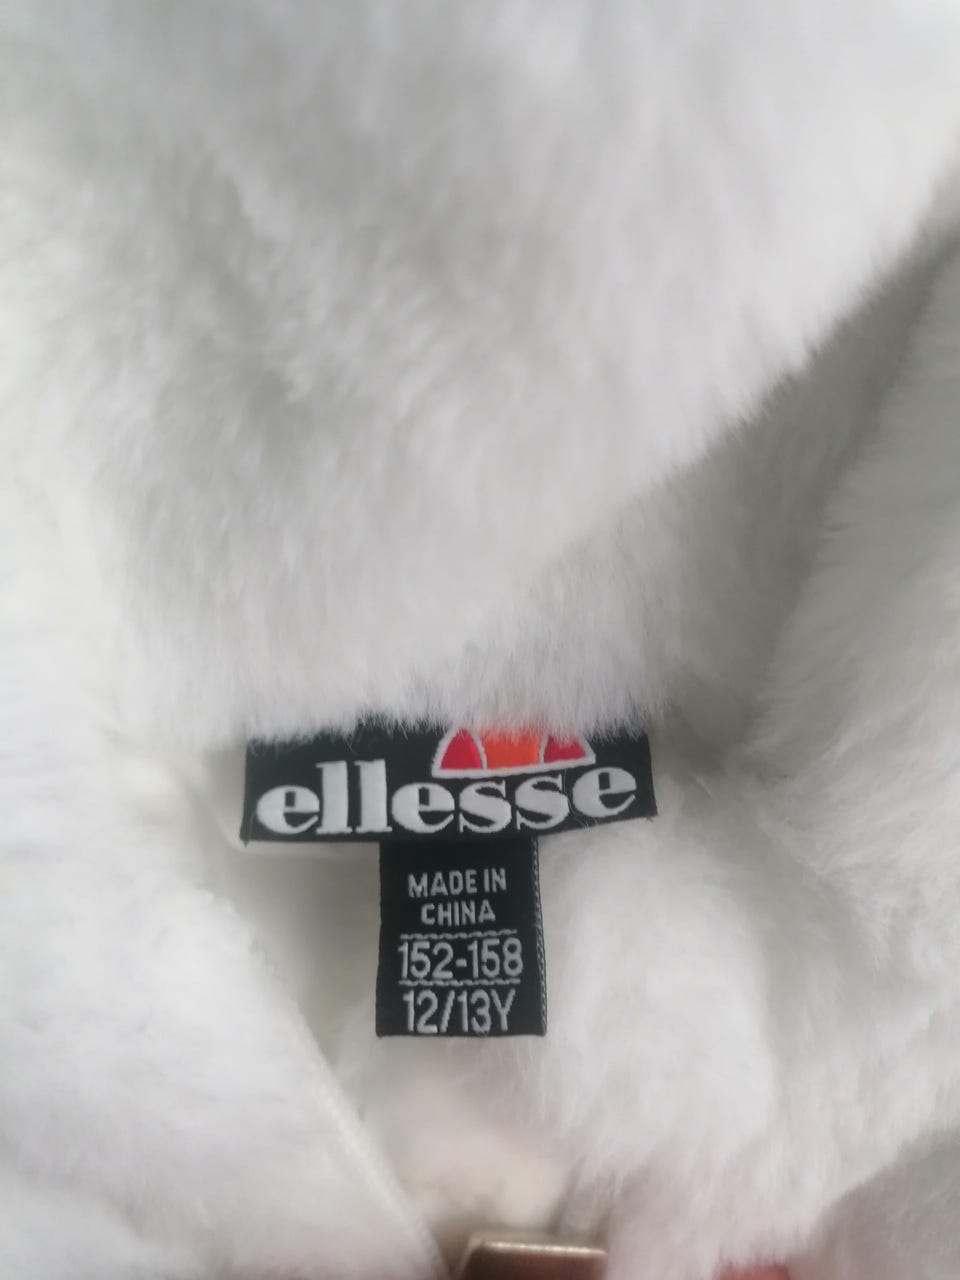 ellesse
MADE IN
CHINA
152-158
12/13Y